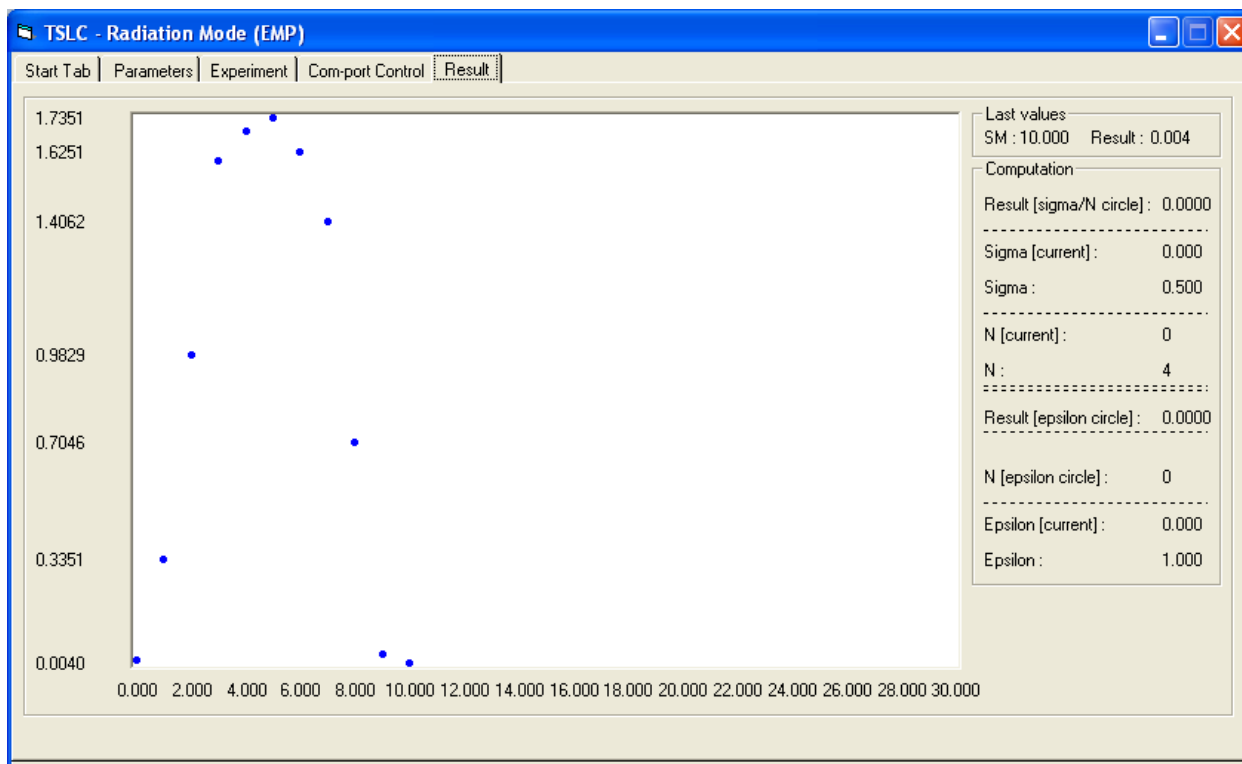 TSLC - Radiation Mode (EMP)
Start Tab Parameters Experiment Com-port Control Result
1.7351
1.6251
1.4062
0.9829
0.7046
0.3351
0.0040
0.000 2.000 4.000 6.000 8.000 10.000 12.000 14.000 16.000 18.000 20.000 22.000 24.000 26.000 28.000 30.000
Last values
SM : 10.000 Result : 0.004
Computation
Result [sigma/N circle] : 0.0000
Sigma [current] : 0.000
Sigma : 0.500
N [current] : 0
N : 4
Result [epsilon circle] : 0.0000
N [epsilon circle] : 0
Epsilon [current] : 0.000
Epsilon : 1.000